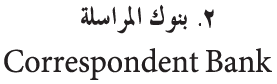 ٢. بنوك المراسلة
Correspondent Bank